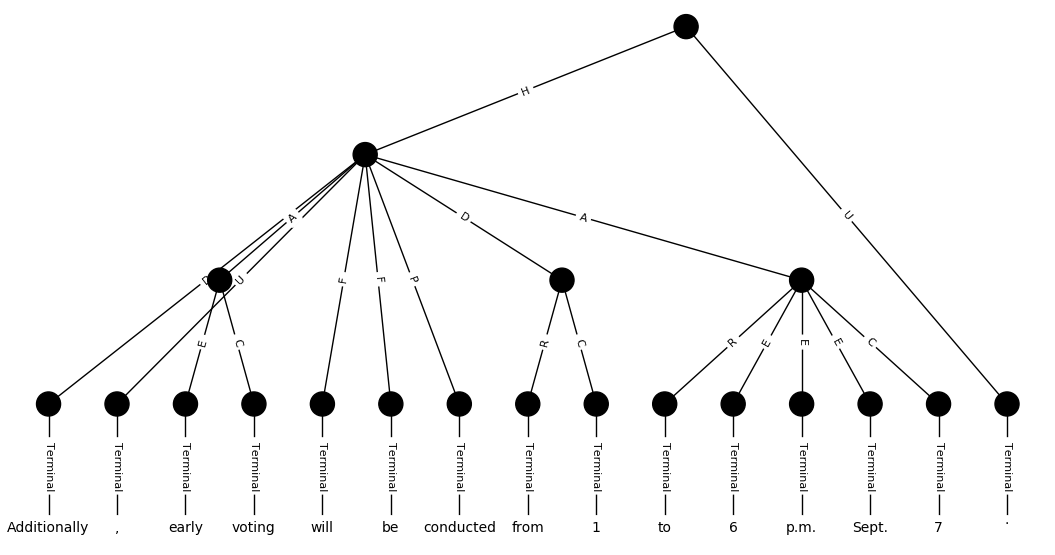 H
A D A U
D U F F P
E C R C R E E E C
Terminal Terminal Terminal Terminal Terminal Terminal Terminal Terminal Terminal Terminal Terminal Terminal Terminal Terminal Terminal
Additionally , early voting will be conducted from 1 to 6 p.m. Sept. 7 .